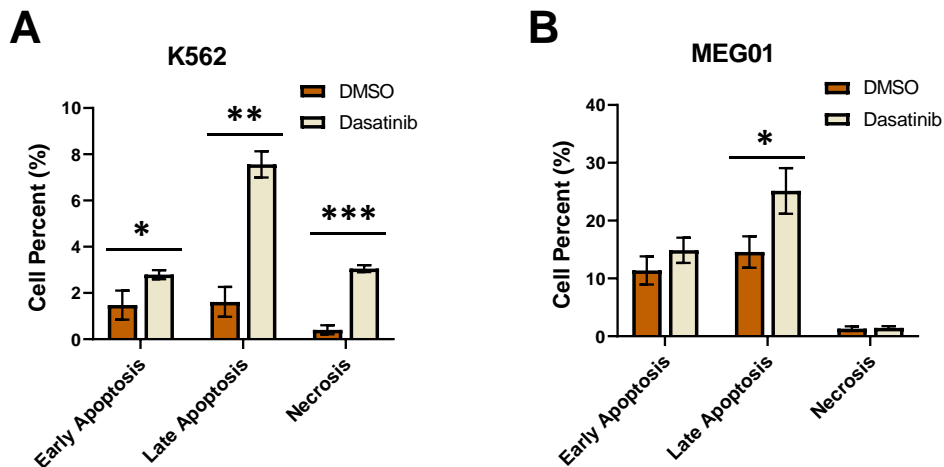 A
K562
DMSO
Dasatinib
Cell Percent (%)
10
8
6
4
2
0
*
**
***
Early Apoptosis
Late Apoptosis
Necrosis
B
MEG01
DMSO
Dasatinib
Cell Percent (%)
40
30
20
10
0
*
Early Apoptosis
Late Apoptosis
Necrosis